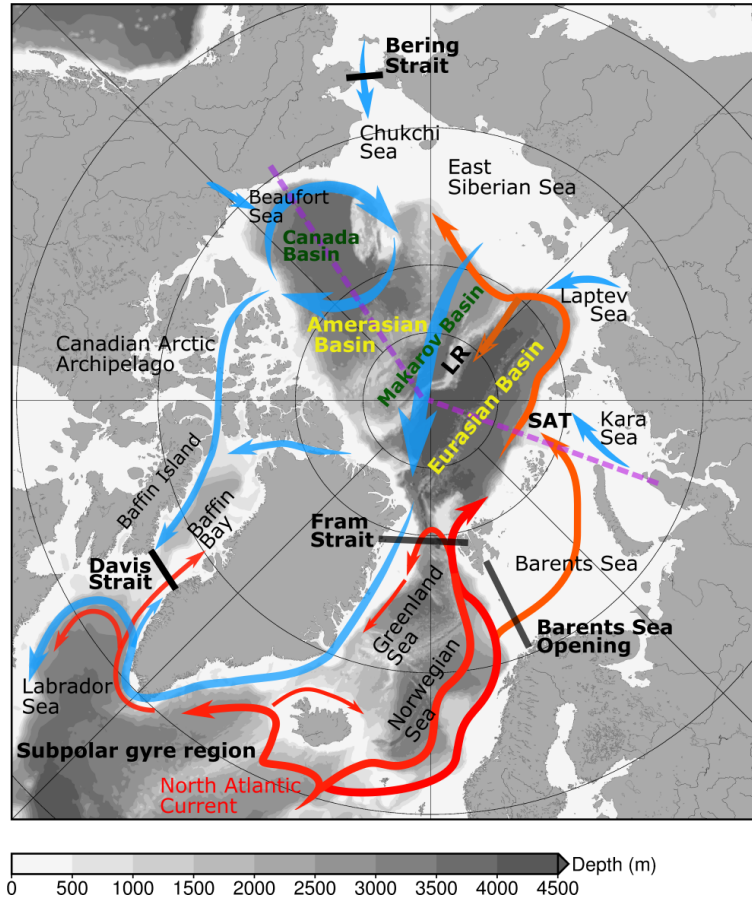 Bering
Strait
Chukchi
Sea
East
Siberian Sea
Beaufort
Sea
Canada
Basin
Laptev
Sea
Makarov Basin
Amerasian
Basin
Canadian Arctic
Archipelago
LR
Eurasian Basin
SAT
Kara
Sea
Baffin Island
Baffin
Bay
Fram
Strait
Davis
Strait
Barents Sea
Greenland
Sea
Barents Sea
Opening
Norwegian
Sea
Labrador
Sea
Subpolar gyre region
North Atlantic
Current
Depth (m)
0 500 1000 1500 2000 2500 3000 3500 4000 4500